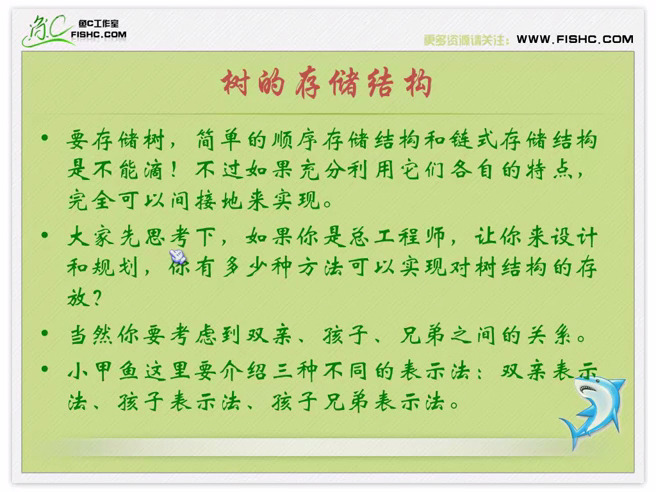 鱼C 鱼C工作室
FISHC.COM
更多资源请关注： WWW.FISHC.COM
树的存储结构
• 要存储树，简单的顺序存储结构和链式存储结构
是不能滴！不过如果充分利用它们各自的特点，
完全可以间接地来实现。
• 大家先思考下，如果你是总工程师，让你来设计
和规划，你有多少种方法可以实现对树结构的存
放？
• 当然你要考虑到双亲、孩子、兄弟之间的关系。
• 小甲鱼这里要介绍三种不同的表示法：双亲表示
法、孩子表示法、孩子兄弟表示法。